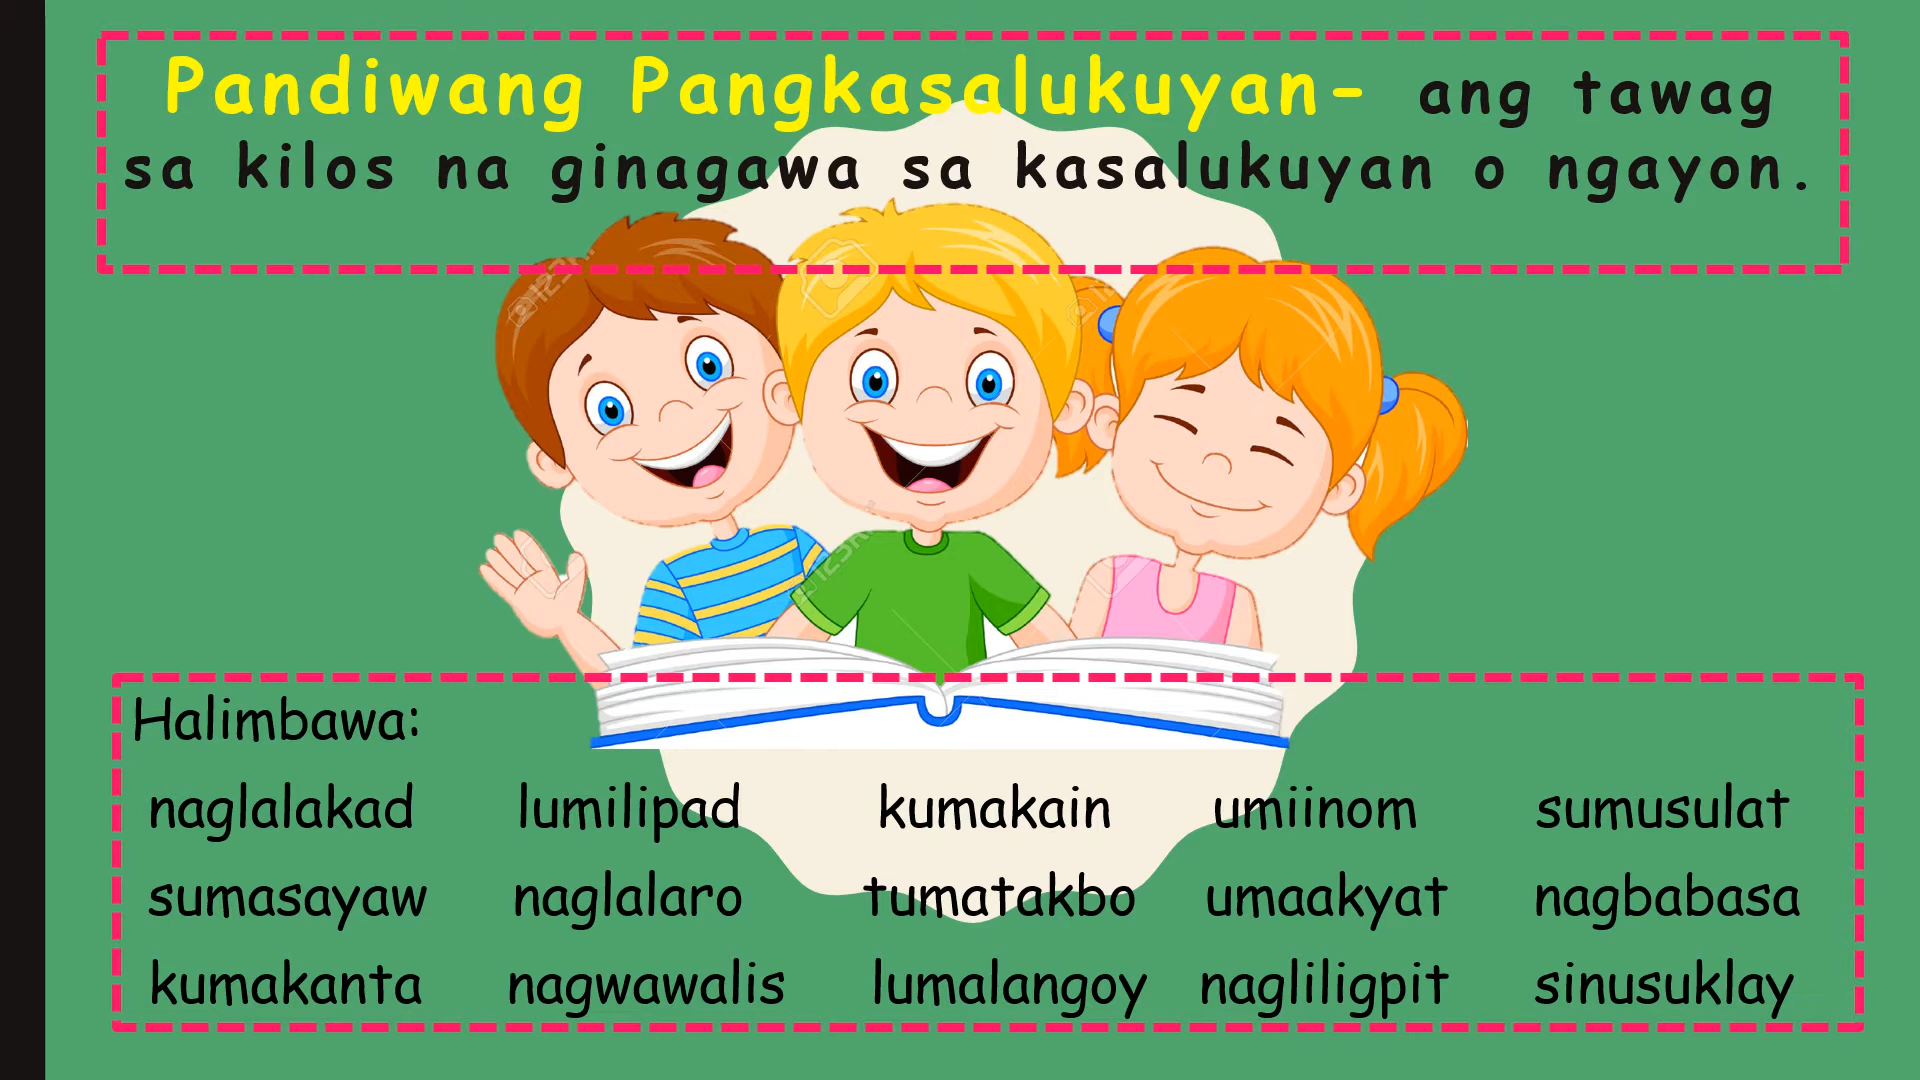 Pandiwang Pangkasalukuyan- ang tawag
sa kilos na ginagawa sa kasalukuyan o ngayon.
Halimbawa:
naglalakad lumilipad kumakain umiinom sumusulat
sumasayaw naglalaro tumatakbo umaakyat nagbabasa
kumakanta nagwawalis lumalangoy nagliligpit sinusuklay